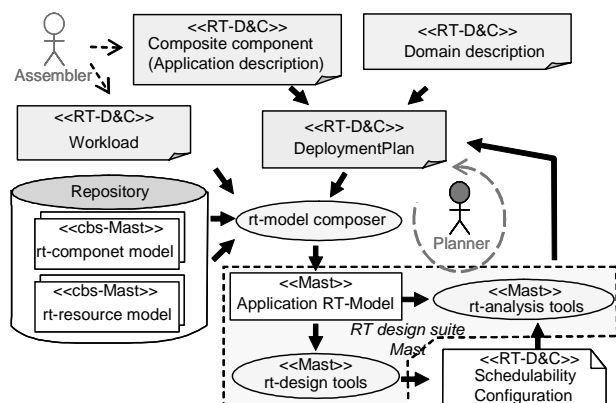 <<RT-D&C>>
Composite component
(Application description)
<<RT-D&C>>
Domain description
Assembler
<<RT-D&C>>
Workload
<<RT-D&C>>
DeploymentPlan
Repository
<<cbs-Mast>>
rt-componet model
<<cbs-Mast>>
rt-resource model
rt-model composer
Planner
<<Mast>>
Application RT-Model
<<Mast>>
rt-analysis tools
RT design suite
Mast
<<Mast>>
rt-design tools
<<RT-D&C>>
Schedulability
Configuration